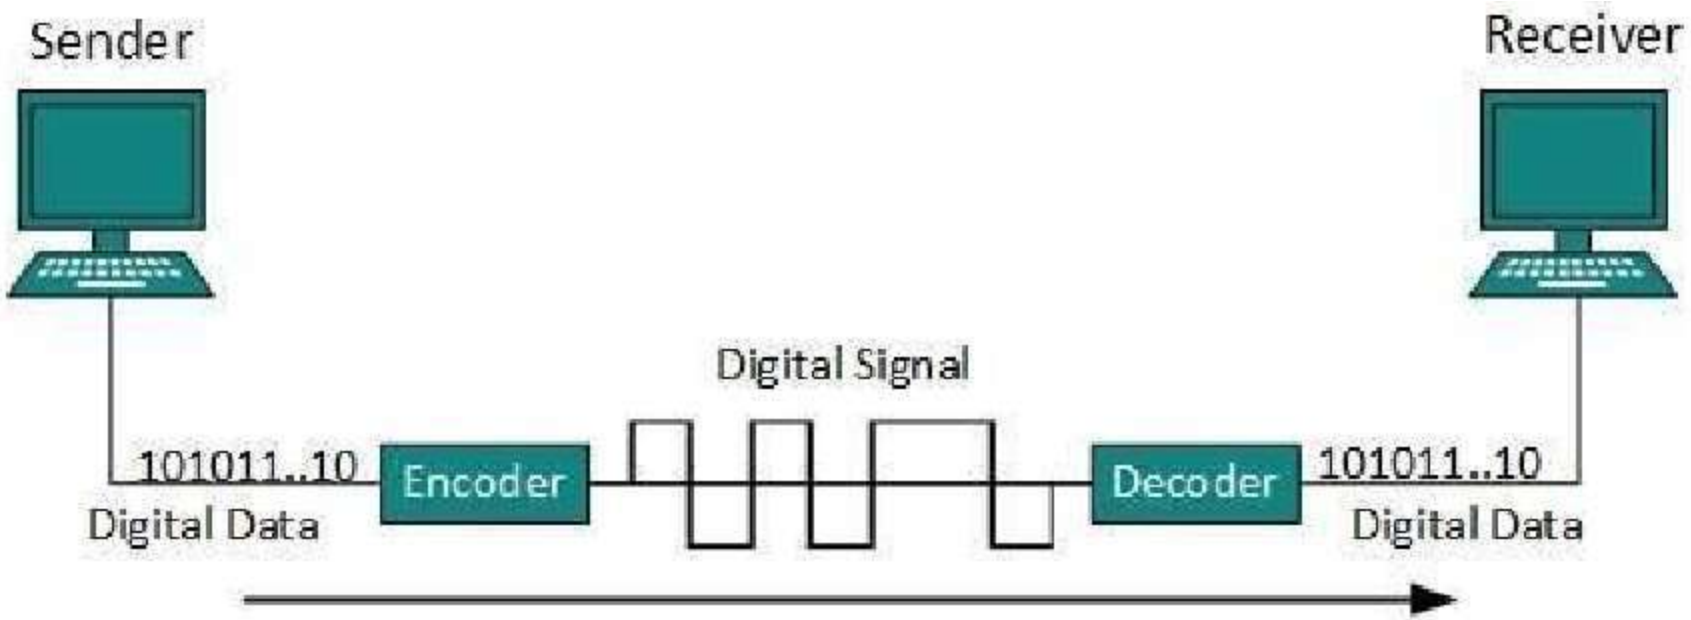 Sender
Receiver
Digital Signal
101011..10
Encoder
Decoder
101011..10
Digital Data
Digital Data